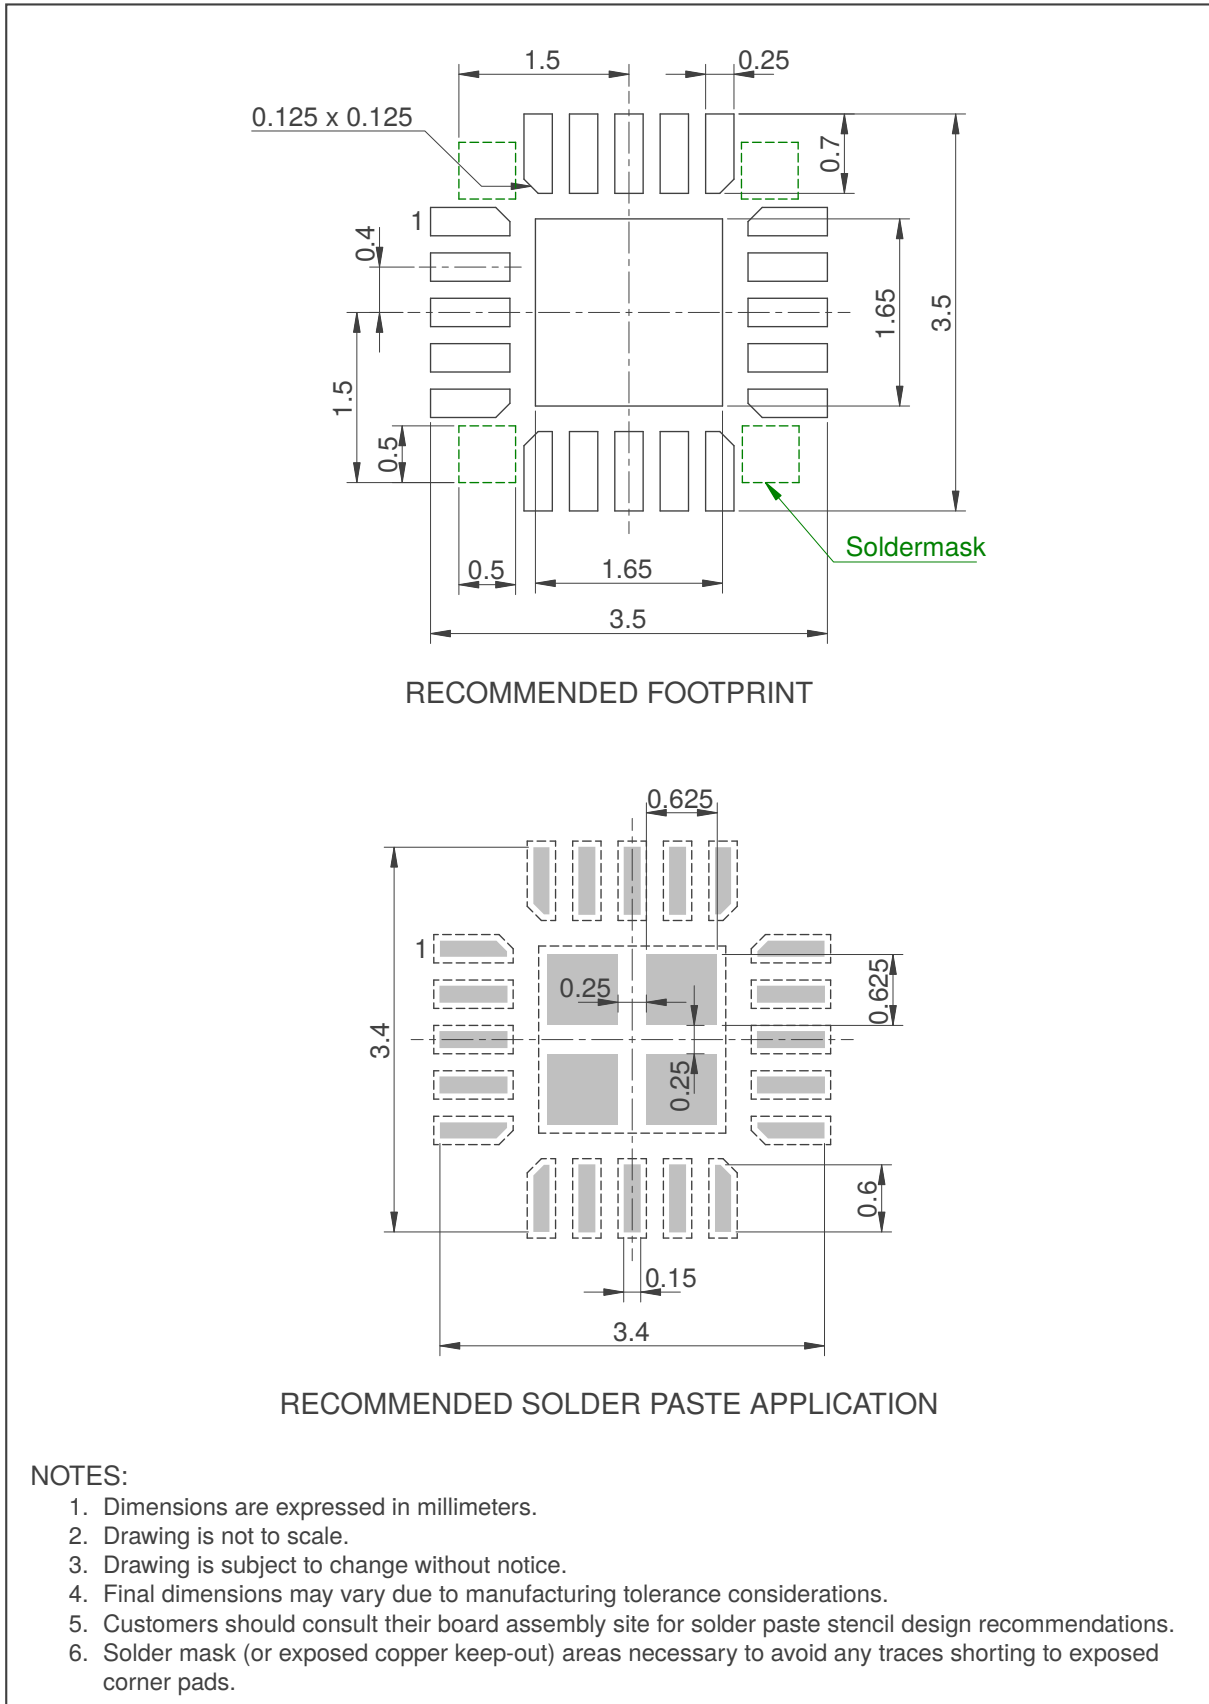 1.5
0.25
0.125 x 0.125
0.7
1
0.4
1.65
3.5
1.5
0.5
Soldermask
0.5
1.65
3.5
RECOMMENDED FOOTPRINT
0.625
1
0.25
0.625
3.4
0.25
0.6
0.15
3.4
RECOMMENDED SOLDER PASTE APPLICATION
NOTES:
1. Dimensions are expressed in millimeters.
2. Drawing is not to scale.
3. Drawing is subject to change without notice.
4. Final dimensions may vary due to manufacturing tolerance considerations.
5. Customers should consult their board assembly site for solder paste stencil design recommendations.
6. Solder mask (or exposed copper keep-out) areas necessary to avoid any traces shorting to exposed
corner pads.